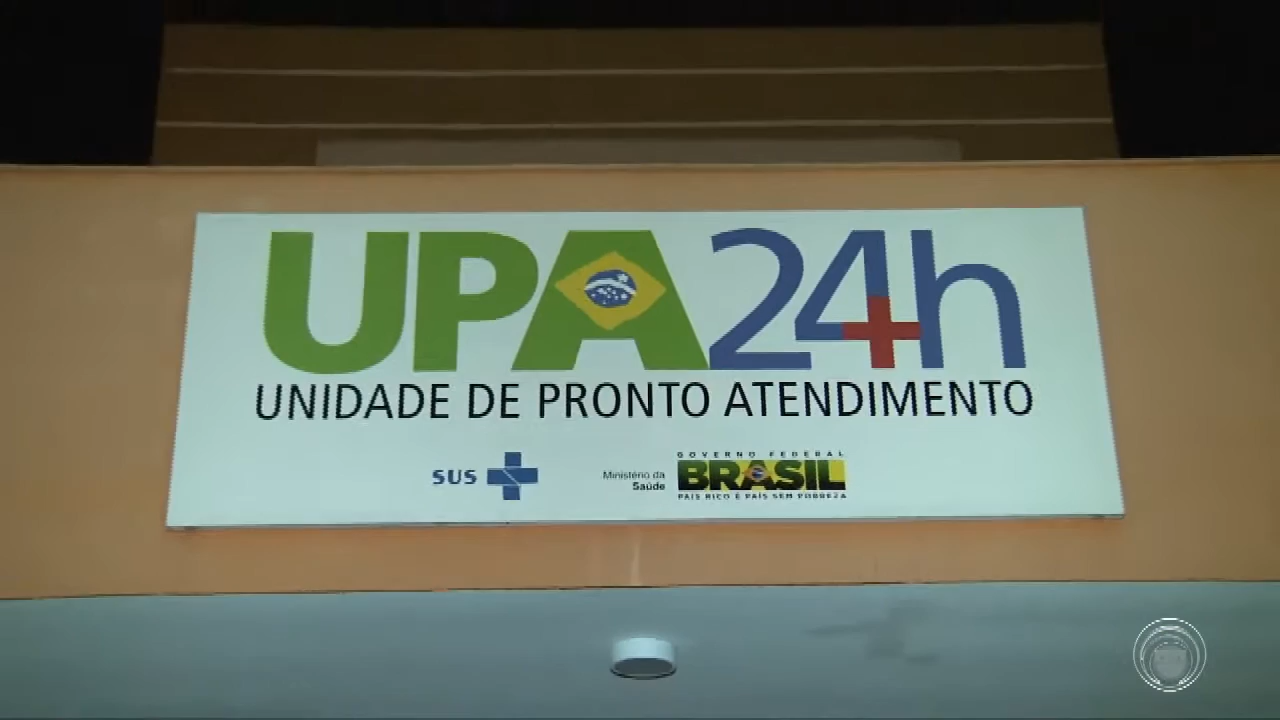 UPA24h
UNIDADE DE PRONTO ATENDIMENTO
SUS
Ministério da
Saúde
GOVERNO FEDERAL
BRASIL
PAÍS RICO É PAÍS SEM POBREZA